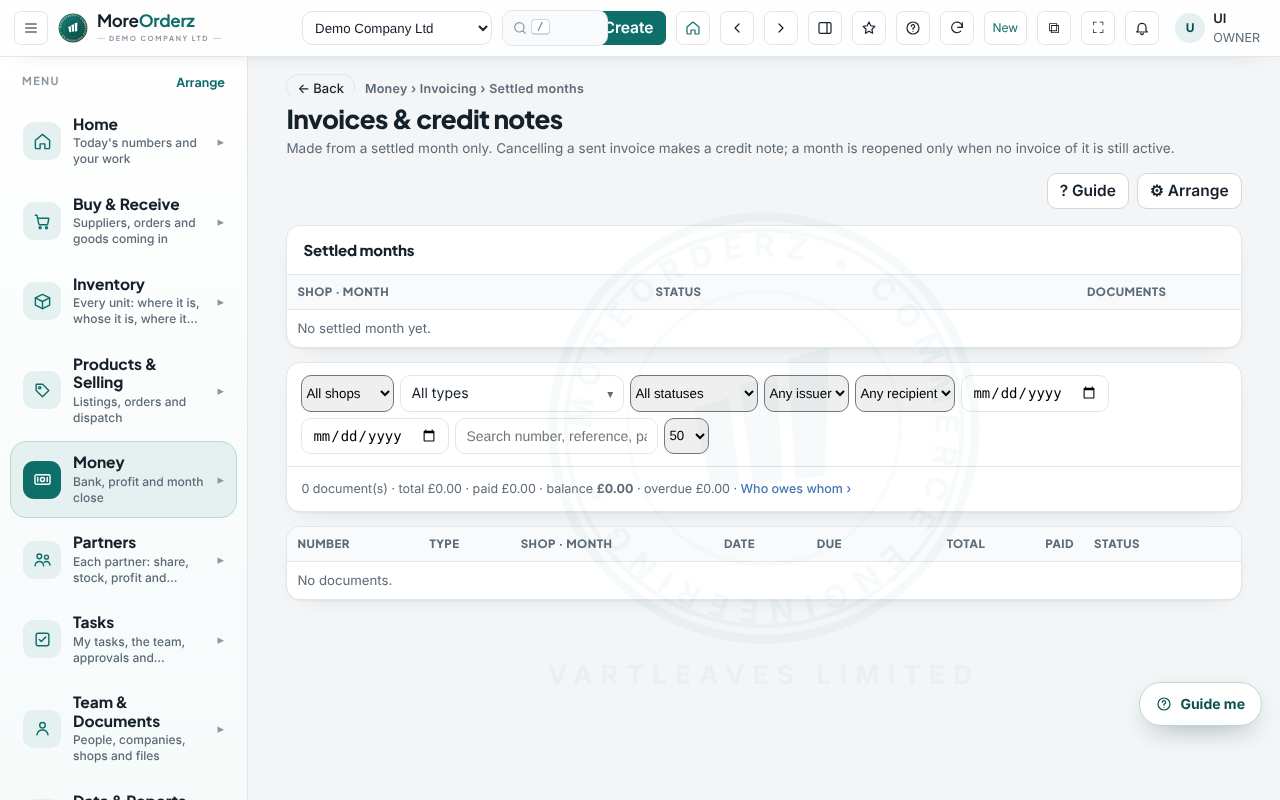 MoreOrderz
— DEMO COMPANY LTD —
Demo Company Ltd
/
Create
New
U
UI
OWNER
MENU
Arrange
Home
Today's numbers and
your work
Buy & Receive
Suppliers, orders and
goods coming in
Inventory
Every unit: where it is,
whose it is, where it...
Products &
Selling
Listings, orders and
dispatch
Money
Bank, profit and month
close
Partners
Each partner: share,
stock, profit and...
Tasks
My tasks, the team,
approvals and...
Team &
Documents
People, companies,
shops and files
← Back
Money › Invoicing › Settled months
Invoices & credit notes
Made from a settled month only. Cancelling a sent invoice makes a credit note; a month is reopened only when no invoice of it is still active.
? Guide
⚙ Arrange
Settled months
SHOP · MONTH STATUS DOCUMENTS
No settled month yet.
All shops All types All statuses Any issuer Any recipient mm/dd/yyyy
mm/dd/yyyy Search number, reference, pa 50
0 document(s) · total £0.00 · paid £0.00 · balance £0.00 · overdue £0.00 · Who owes whom ›
NUMBER TYPE SHOP · MONTH DATE DUE TOTAL PAID STATUS
No documents.
MOREORDERZ • COMMERCE ENGINEERING
VARTLEAVES LIMITED
Guide me